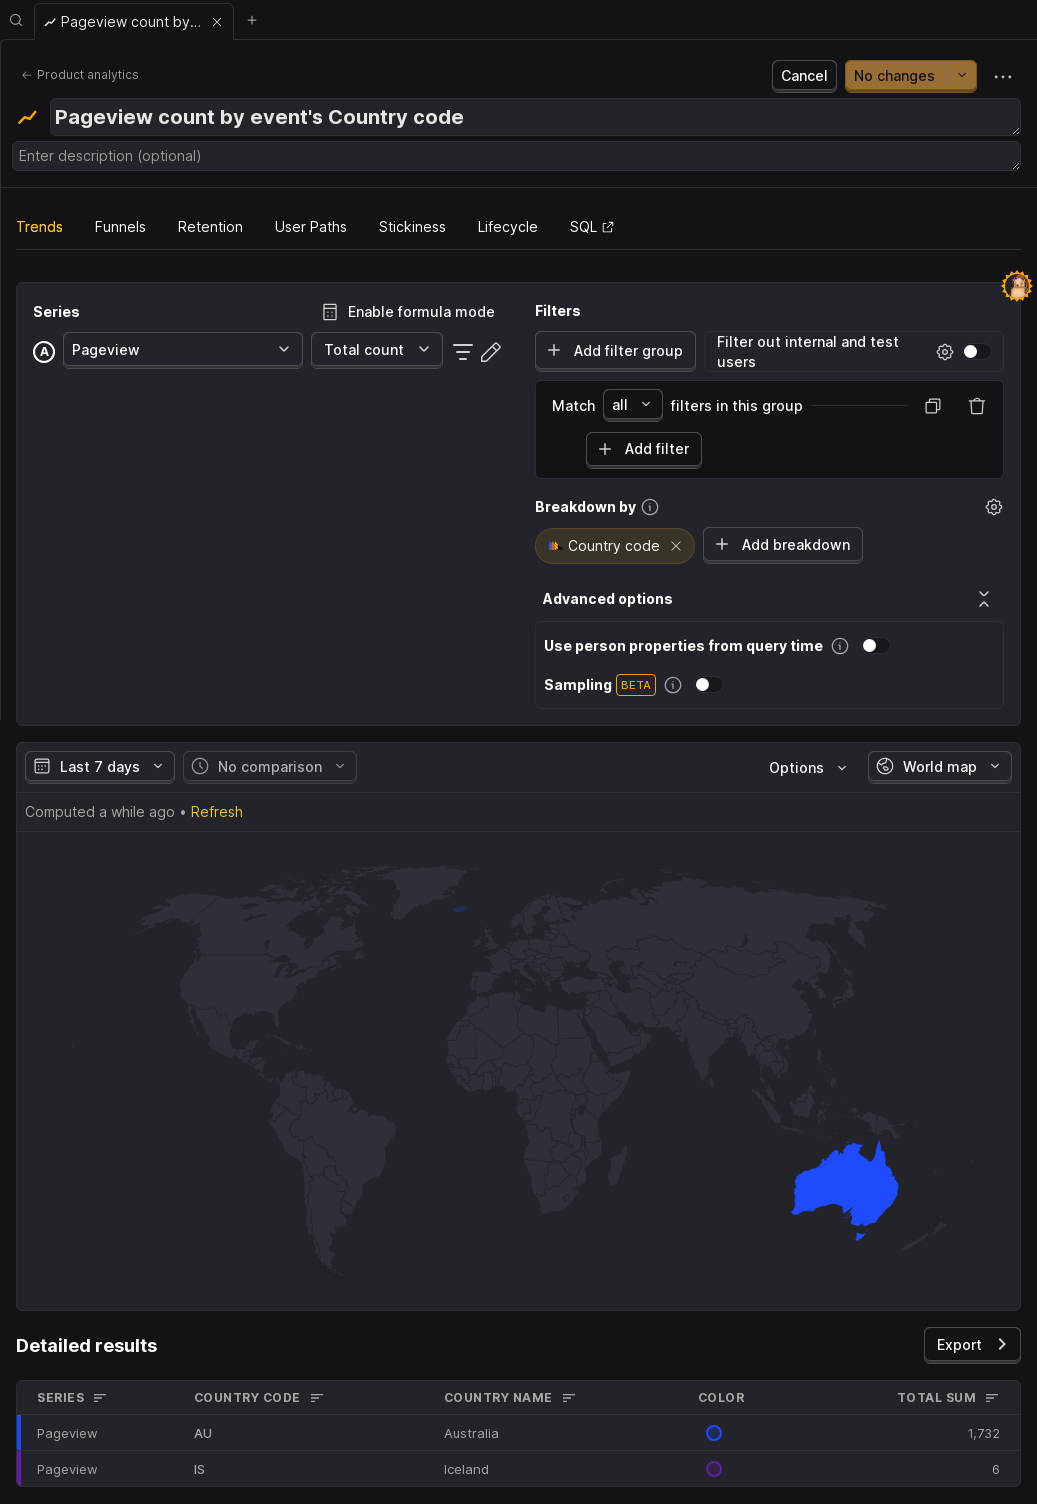 Pageview count by...
Product analytics
Cancel
No changes
Pageview count by event's Country code
Enter description (optional)
Trends
Funnels
Retention
User Paths
Stickiness
Lifecycle
SQL
Series
Enable formula mode
A
Pageview
Total count
Filters
Add filter group
Filter out internal and test
users
Match
all
filters in this group
Add filter
Breakdown by
Country code
Add breakdown
Advanced options
Use person properties from query time
Sampling
BETA
Last 7 days
No comparison
Options
World map
Computed a while ago • Refresh
Detailed results
Export
SERIES COUNTRY CODE COUNTRY NAME COLOR TOTAL SUM
Pageview AU Australia 1,732
Pageview IS Iceland 6